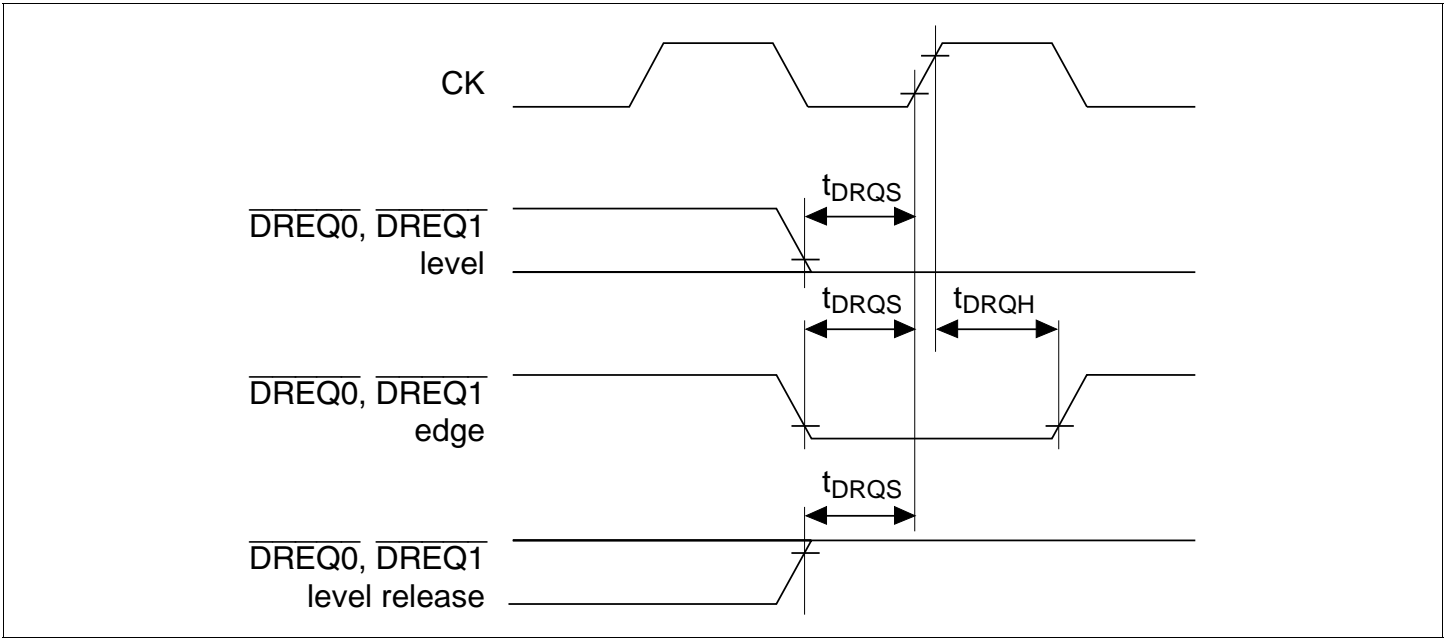 CK
tDRQS
DREQ0, DREQ1
level
tDRQS tDRQH
DREQ0, DREQ1
edge
tDRQS
DREQ0, DREQ1
level release